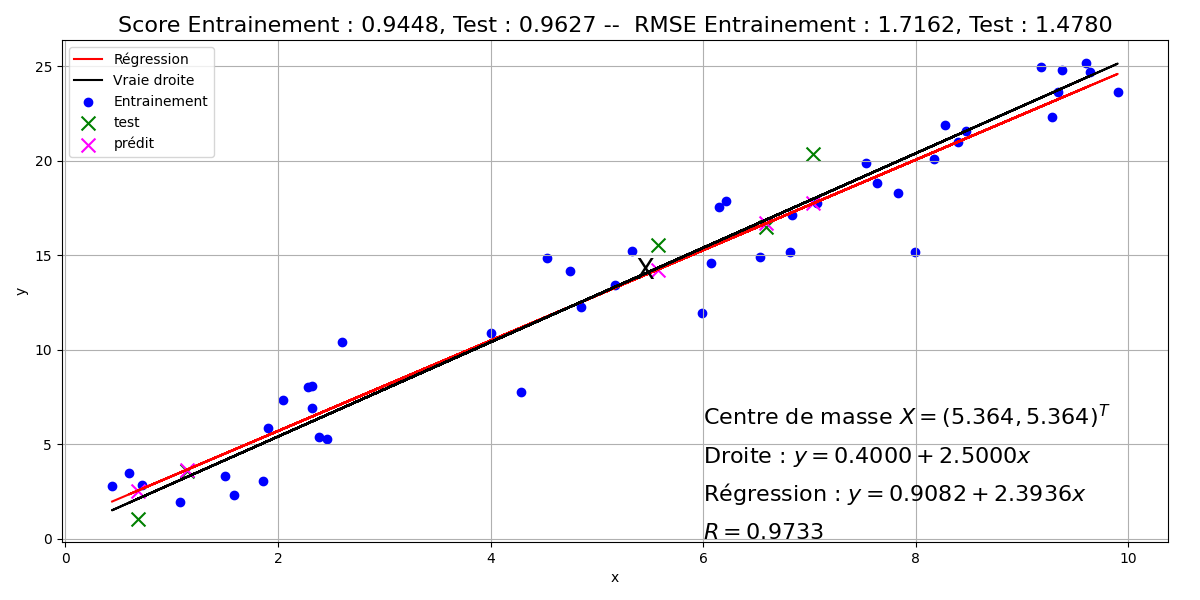 Score Entrainement : 0.9448, Test : 0.9627 --  RMSE Entrainement : 1.7162, Test : 1.4780
Régression
Vraie droite
Entrainement
test
prédit
25
20
15
10
5
0
y
X
Centre de masse X = (5.364, 5.364)^T
Droite : y = 0.4000 + 2.5000x
Régression : y = 0.9082 + 2.3936x
R = 0.9733
0 2 4 6 8 10
x